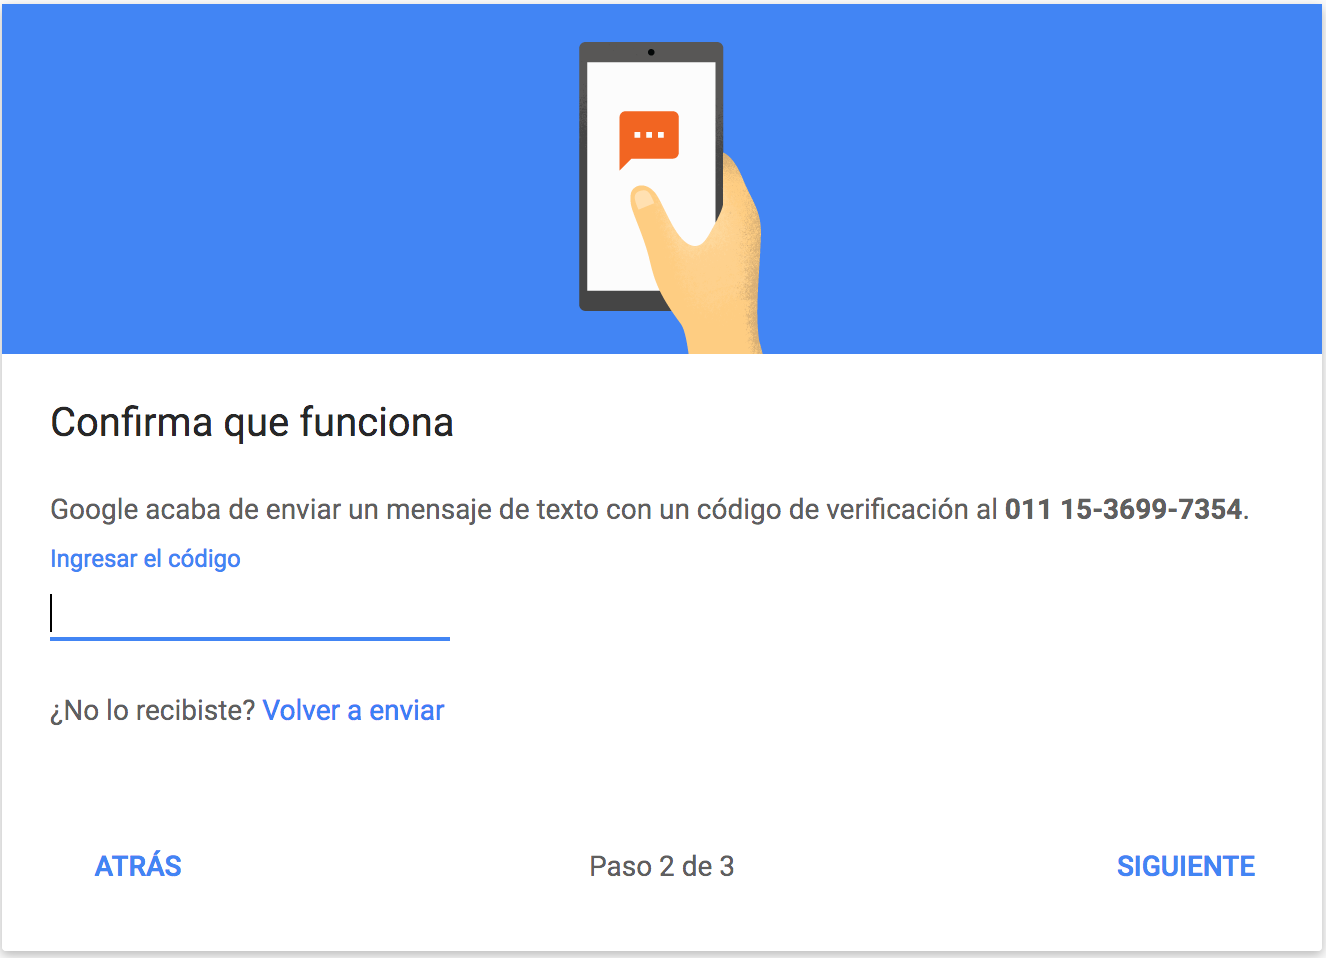 Confirma que funciona
Google acaba de enviar un mensaje de texto con un código de verificación al 011 15-3699-7354.
Ingresar el código
¿No lo recibiste? Volver a enviar
ATRÁS Paso 2 de 3 SIGUIENTE